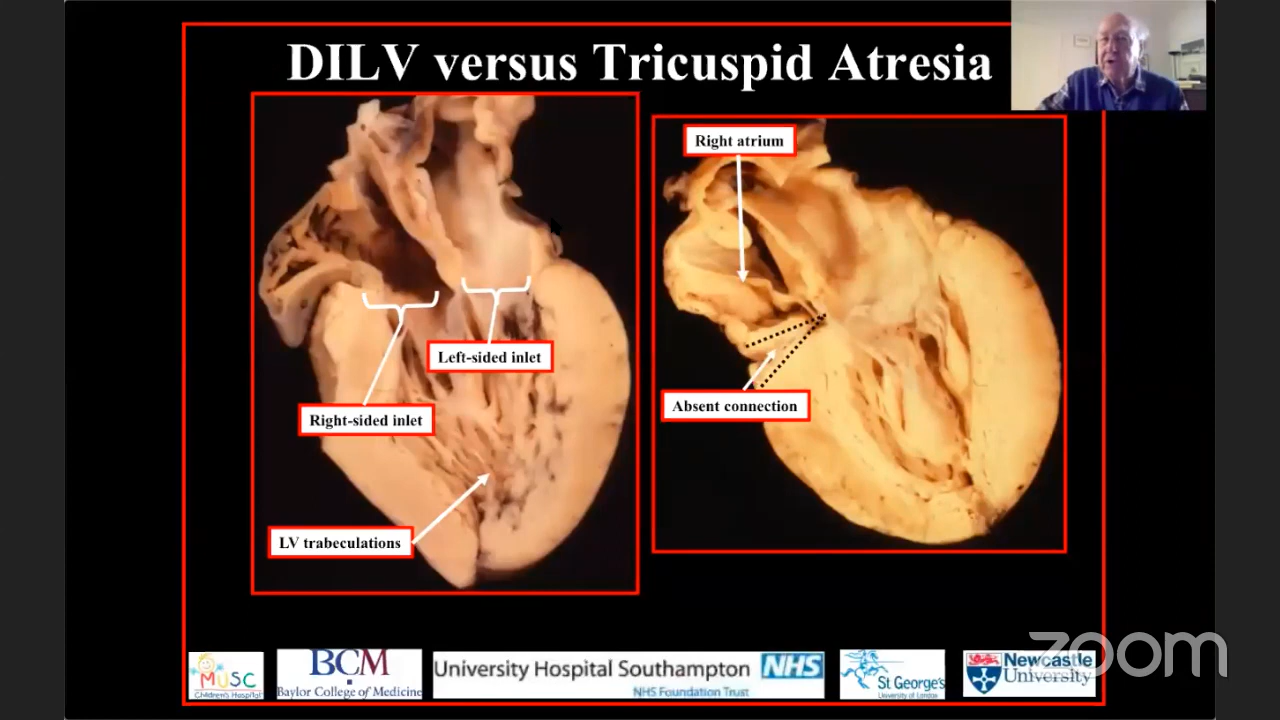 DILV versus Tricuspid Atresia
Right atrium
Left-sided inlet
Absent connection
Right-sided inlet
LV trabeculations
MUSC
Children's Hospital
BCM
Baylor College of Medicine
University Hospital Southampton NHS
NHS Foundation Trust
St George's
University of London
Newcastle
University
zoom